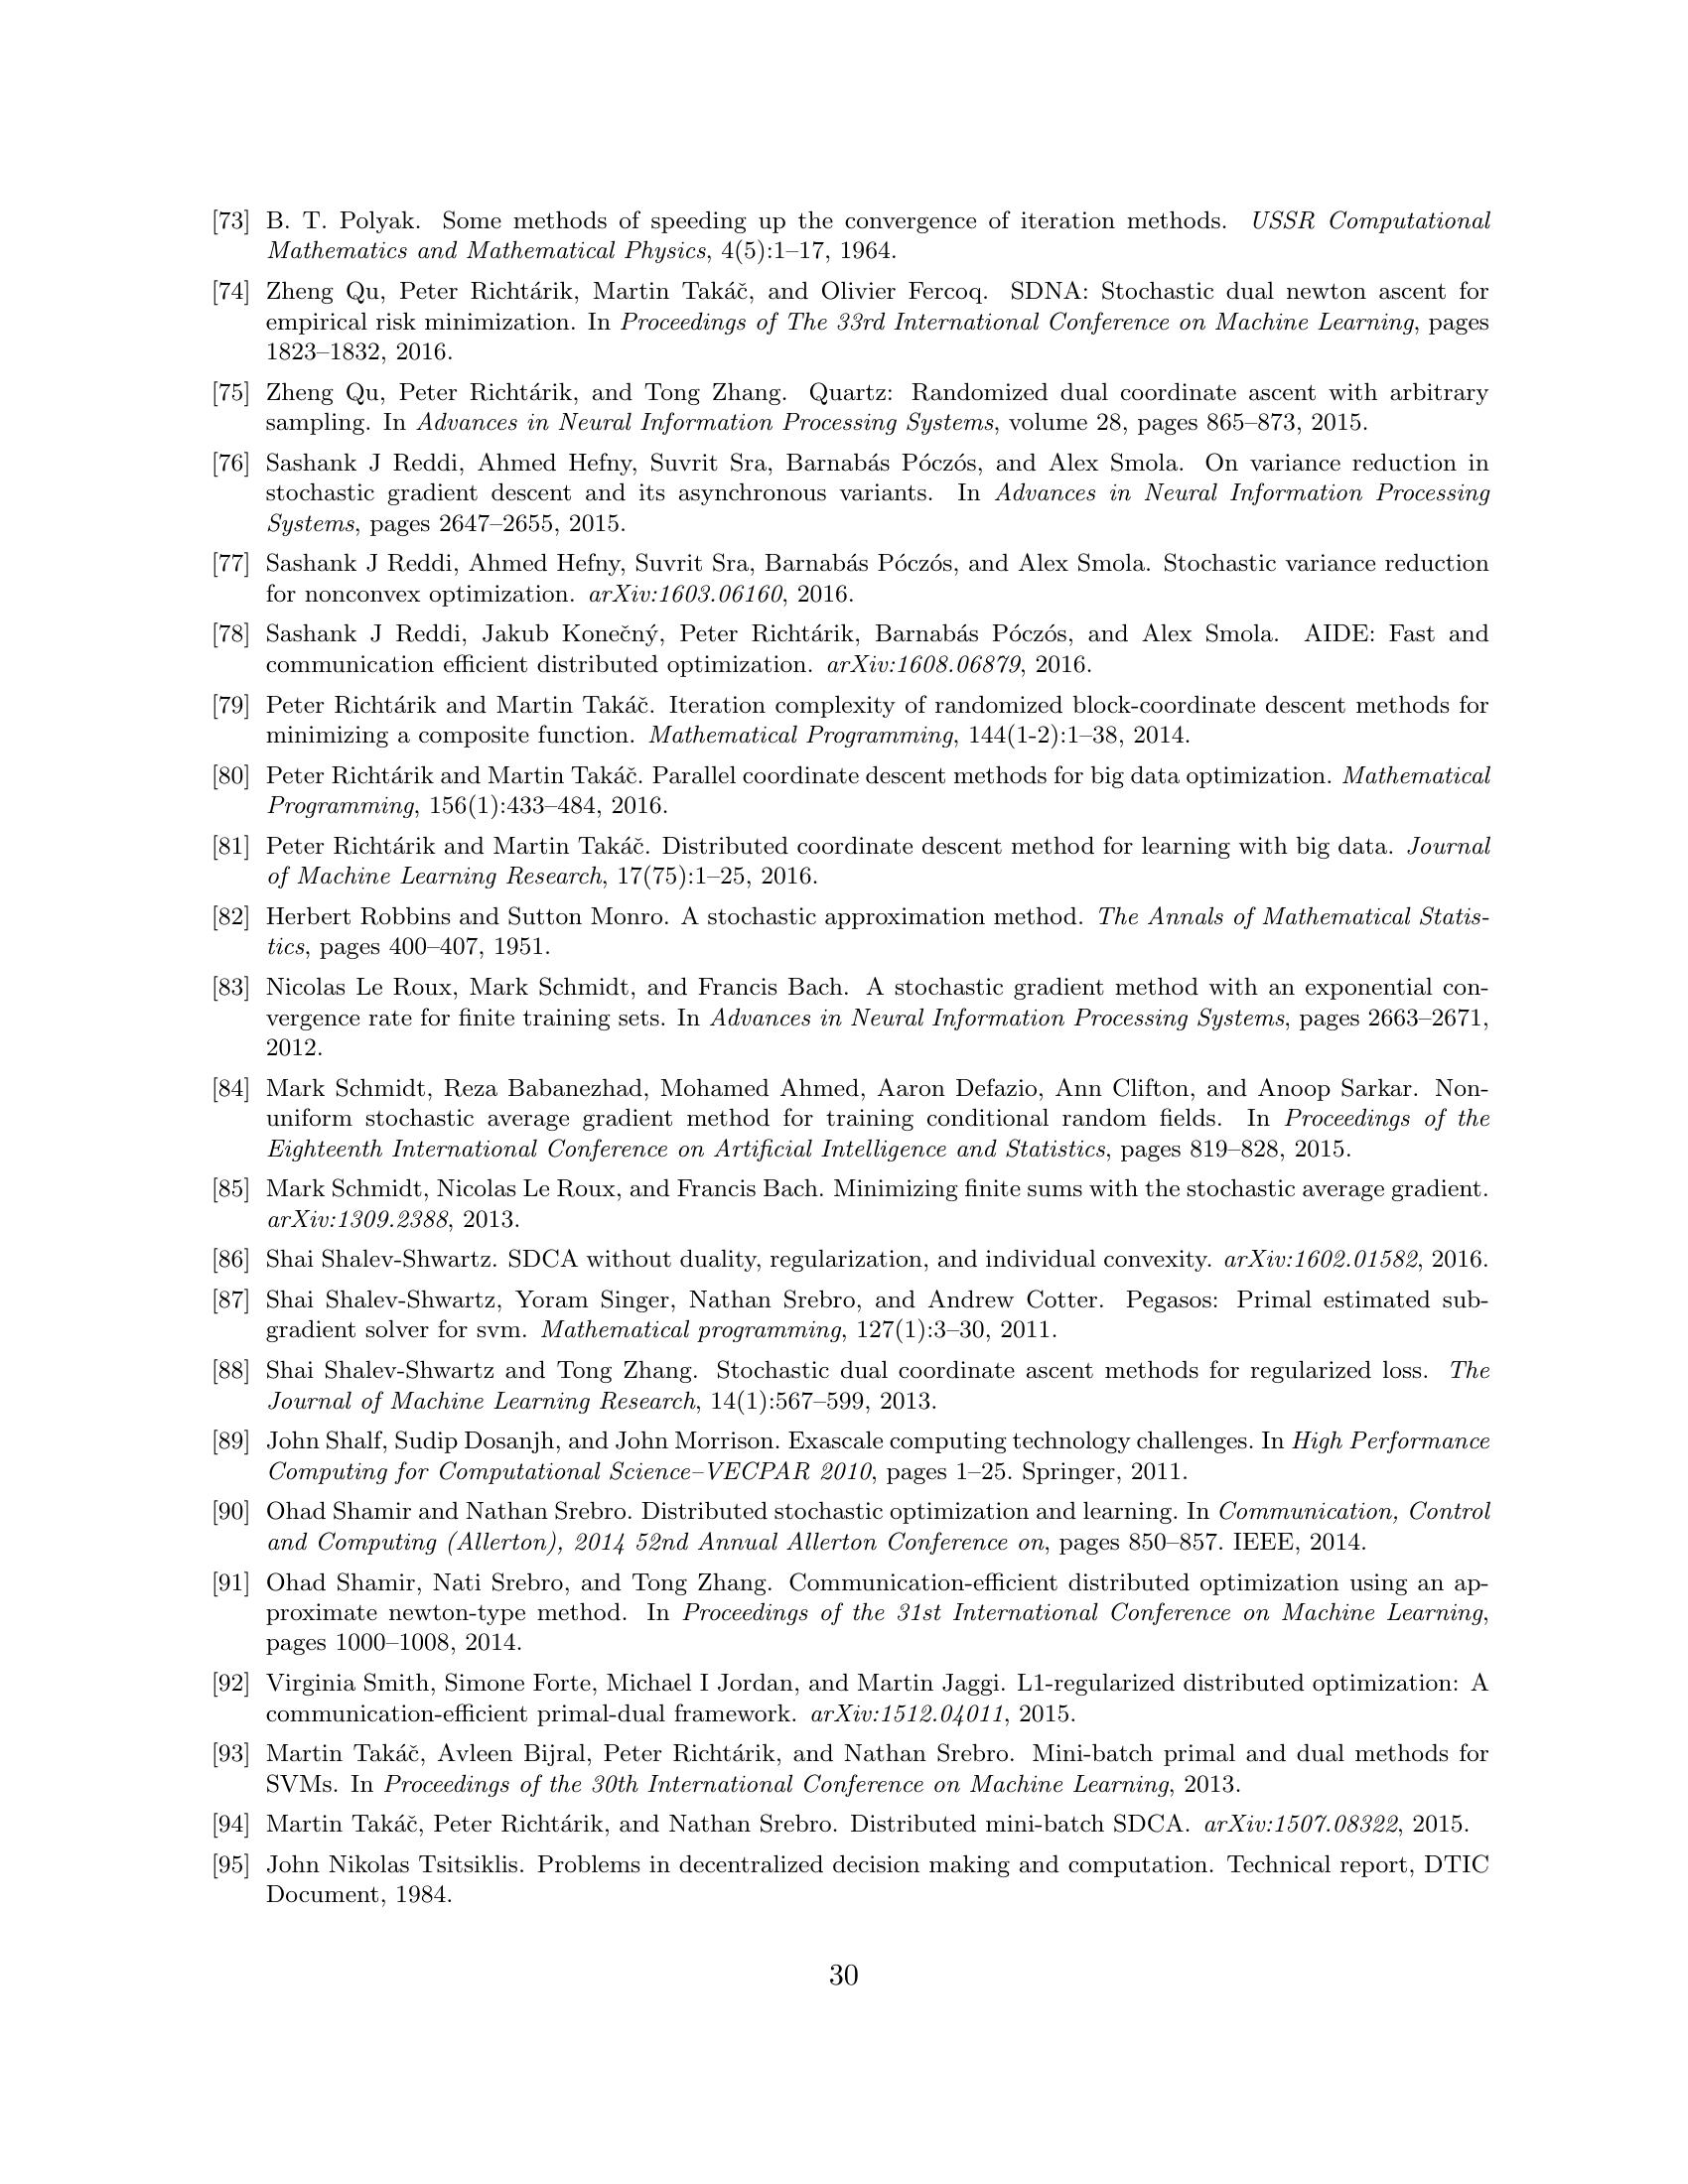 [73] B. T. Polyak. Some methods of speeding up the convergence of iteration methods. USSR Computational
Mathematics and Mathematical Physics, 4(5):1–17, 1964.
[74] Zheng Qu, Peter Richtárik, Martin Takáč, and Olivier Fercoq. SDNA: Stochastic dual newton ascent for
empirical risk minimization. In Proceedings of The 33rd International Conference on Machine Learning, pages
1823–1832, 2016.
[75] Zheng Qu, Peter Richtárik, and Tong Zhang. Quartz: Randomized dual coordinate ascent with arbitrary
sampling. In Advances in Neural Information Processing Systems, volume 28, pages 865–873, 2015.
[76] Sashank J Reddi, Ahmed Hefny, Suvrit Sra, Barnabás Póczós, and Alex Smola. On variance reduction in
stochastic gradient descent and its asynchronous variants. In Advances in Neural Information Processing
Systems, pages 2647–2655, 2015.
[77] Sashank J Reddi, Ahmed Hefny, Suvrit Sra, Barnabás Póczós, and Alex Smola. Stochastic variance reduction
for nonconvex optimization. arXiv:1603.06160, 2016.
[78] Sashank J Reddi, Jakub Konečný, Peter Richtárik, Barnabás Póczós, and Alex Smola. AIDE: Fast and
communication efficient distributed optimization. arXiv:1608.06879, 2016.
[79] Peter Richtárik and Martin Takáč. Iteration complexity of randomized block-coordinate descent methods for
minimizing a composite function. Mathematical Programming, 144(1-2):1–38, 2014.
[80] Peter Richtárik and Martin Takáč. Parallel coordinate descent methods for big data optimization. Mathematical
Programming, 156(1):433–484, 2016.
[81] Peter Richtárik and Martin Takáč. Distributed coordinate descent method for learning with big data. Journal
of Machine Learning Research, 17(75):1–25, 2016.
[82] Herbert Robbins and Sutton Monro. A stochastic approximation method. The Annals of Mathematical Statis-
tics, pages 400–407, 1951.
[83] Nicolas Le Roux, Mark Schmidt, and Francis Bach. A stochastic gradient method with an exponential con-
vergence rate for finite training sets. In Advances in Neural Information Processing Systems, pages 2663–2671,
2012.
[84] Mark Schmidt, Reza Babanezhad, Mohamed Ahmed, Aaron Defazio, Ann Clifton, and Anoop Sarkar. Non-
uniform stochastic average gradient method for training conditional random fields. In Proceedings of the
Eighteenth International Conference on Artificial Intelligence and Statistics, pages 819–828, 2015.
[85] Mark Schmidt, Nicolas Le Roux, and Francis Bach. Minimizing finite sums with the stochastic average gradient.
arXiv:1309.2388, 2013.
[86] Shai Shalev-Shwartz. SDCA without duality, regularization, and individual convexity. arXiv:1602.01582, 2016.
[87] Shai Shalev-Shwartz, Yoram Singer, Nathan Srebro, and Andrew Cotter. Pegasos: Primal estimated sub-
gradient solver for svm. Mathematical programming, 127(1):3–30, 2011.
[88] Shai Shalev-Shwartz and Tong Zhang. Stochastic dual coordinate ascent methods for regularized loss. The
Journal of Machine Learning Research, 14(1):567–599, 2013.
[89] John Shalf, Sudip Dosanjh, and John Morrison. Exascale computing technology challenges. In High Performance
Computing for Computational Science–VECPAR 2010, pages 1–25. Springer, 2011.
[90] Ohad Shamir and Nathan Srebro. Distributed stochastic optimization and learning. In Communication, Control
and Computing (Allerton), 2014 52nd Annual Allerton Conference on, pages 850–857. IEEE, 2014.
[91] Ohad Shamir, Nati Srebro, and Tong Zhang. Communication-efficient distributed optimization using an ap-
proximate newton-type method. In Proceedings of the 31st International Conference on Machine Learning,
pages 1000–1008, 2014.
[92] Virginia Smith, Simone Forte, Michael I Jordan, and Martin Jaggi. L1-regularized distributed optimization: A
communication-efficient primal-dual framework. arXiv:1512.04011, 2015.
[93] Martin Takáč, Avleen Bijral, Peter Richtárik, and Nathan Srebro. Mini-batch primal and dual methods for
SVMs. In Proceedings of the 30th International Conference on Machine Learning, 2013.
[94] Martin Takáč, Peter Richtárik, and Nathan Srebro. Distributed mini-batch SDCA. arXiv:1507.08322, 2015.
[95] John Nikolas Tsitsiklis. Problems in decentralized decision making and computation. Technical report, DTIC
Document, 1984.
30